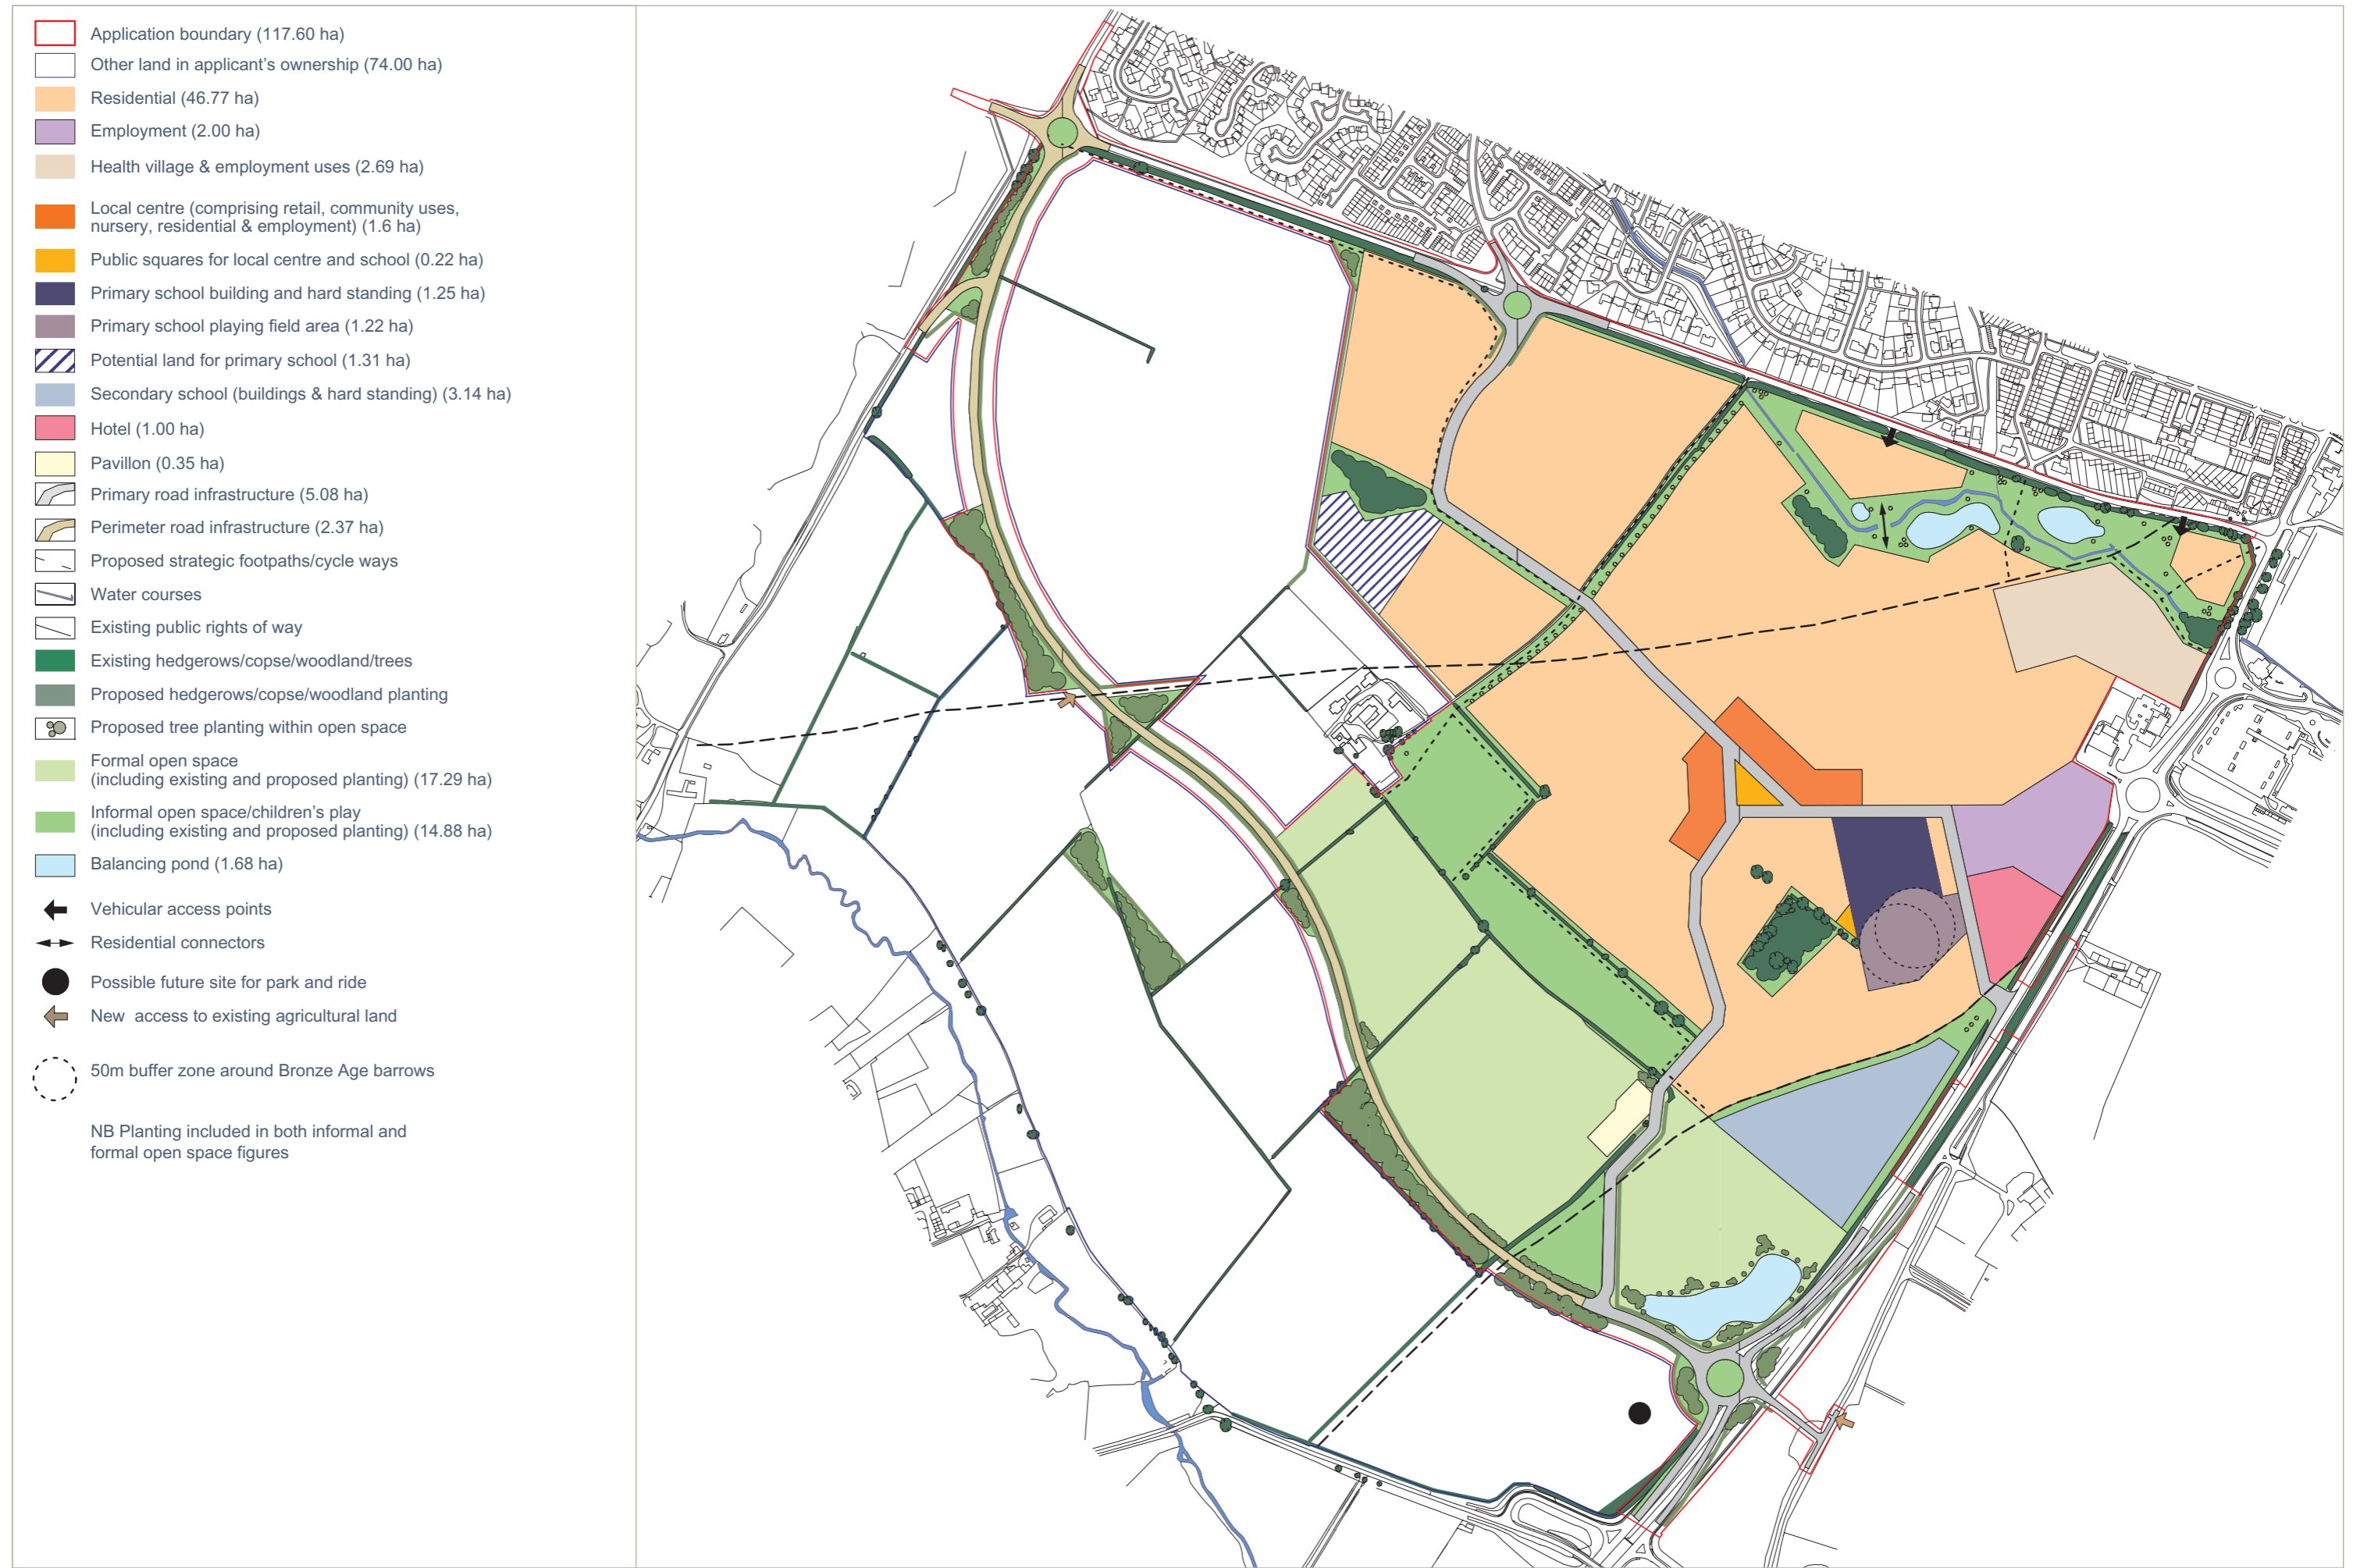 Application boundary (117.60 ha)
Other land in applicant's ownership (74.00 ha)
Residential (46.77 ha)
Employment (2.00 ha)
Health village & employment uses (2.69 ha)
Local centre (comprising retail, community uses,
nursery, residential & employment) (1.6 ha)
Public squares for local centre and school (0.22 ha)
Primary school building and hard standing (1.25 ha)
Primary school playing field area (1.22 ha)
Potential land for primary school (1.31 ha)
Secondary school (buildings & hard standing) (3.14 ha)
Hotel (1.00 ha)
Pavillon (0.35 ha)
Primary road infrastructure (5.08 ha)
Perimeter road infrastructure (2.37 ha)
Proposed strategic footpaths/cycle ways
Water courses
Existing public rights of way
Existing hedgerows/copse/woodland/trees
Proposed hedgerows/copse/woodland planting
Proposed tree planting within open space
Formal open space
(including existing and proposed planting) (17.29 ha)
Informal open space/children's play
(including existing and proposed planting) (14.88 ha)
Balancing pond (1.68 ha)
Vehicular access points
Residential connectors
Possible future site for park and ride
New access to existing agricultural land
50m buffer zone around Bronze Age barrows
NB Planting included in both informal and
formal open space figures